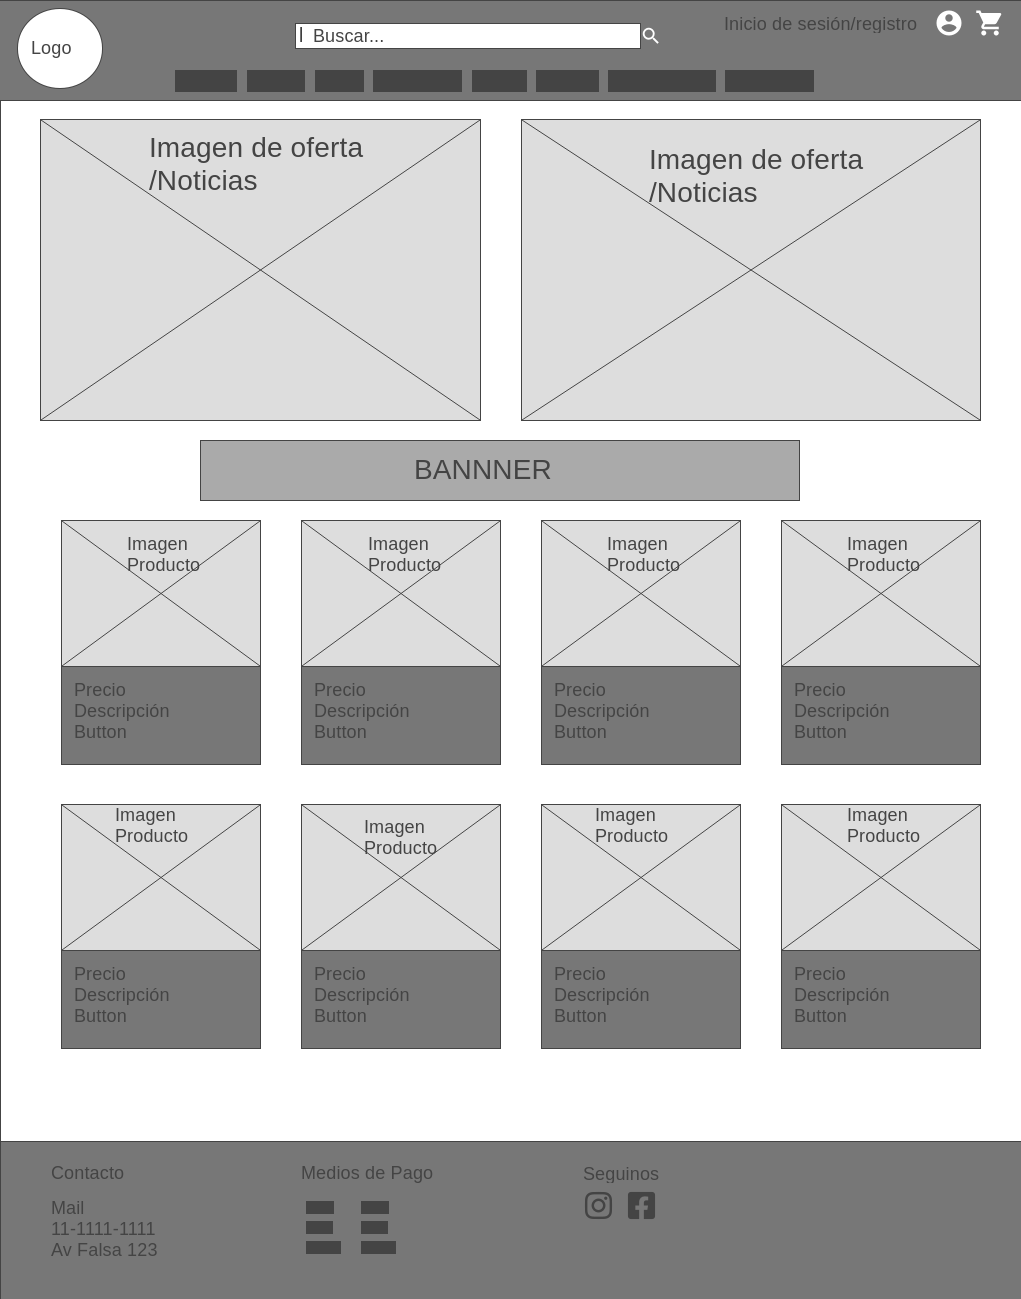 Logo
Buscar...
Inicio de sesión/registro
Imagen de oferta
/Noticias
Imagen de oferta
/Noticias
BANNNER
Imagen
Producto
Imagen
Producto
Imagen
Producto
Imagen
Producto
Precio
Descripción
Button
Precio
Descripción
Button
Precio
Descripción
Button
Precio
Descripción
Button
Imagen
Producto
Imagen
Producto
Imagen
Producto
Imagen
Producto
Precio
Descripción
Button
Precio
Descripción
Button
Precio
Descripción
Button
Precio
Descripción
Button
Contacto
Mail
11-1111-1111
Av Falsa 123
Medios de Pago
Seguinos